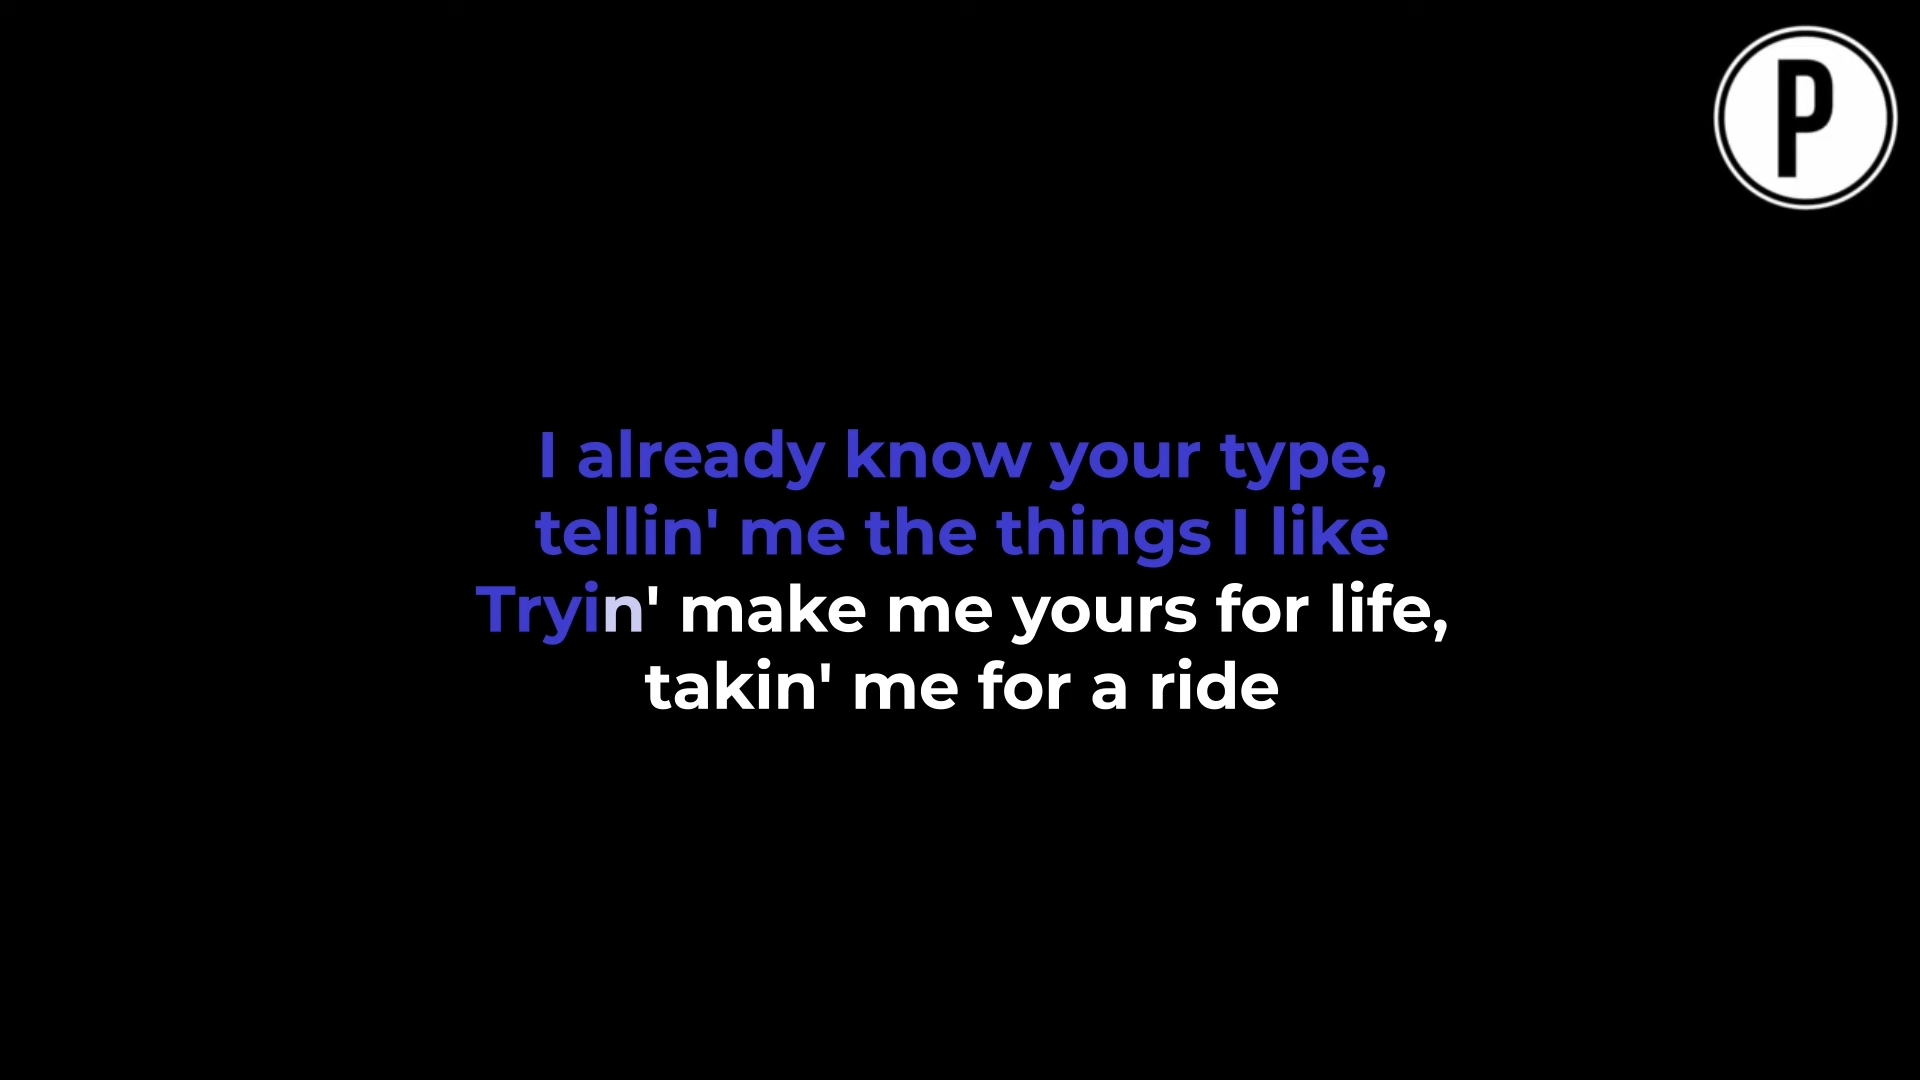 P
I already know your type,
tellin' me the things I like
Tryin' make me yours for life,
takin' me for a ride